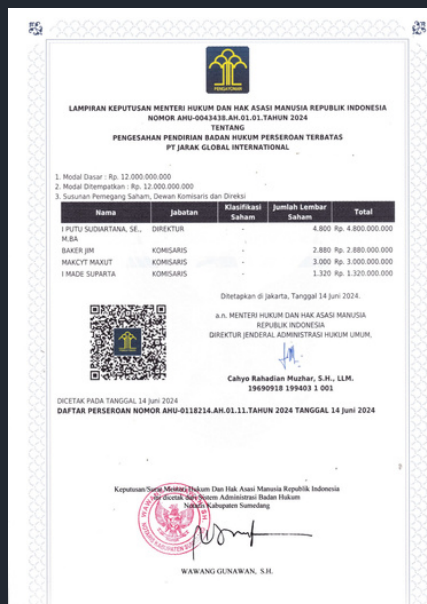 PENGAYOMAN
LAMPIRAN KEPUTUSAN MENTERI HUKUM DAN HAK ASASI MANUSIA REPUBLIK INDONESIA
NOMOR AHU-0043438.AH.01.01.TAHUN 2024
TENTANG
PENGESAHAN PENDIRIAN BADAN HUKUM PERSEROAN TERBATAS
PT JARAK GLOBAL INTERNATIONAL
1. Modal Dasar : Rp. 12.000.000.000
2. Modal Ditempatkan : Rp. 12.000.000.000
3. Susunan Pemegang Saham, Dewan Komisaris dan Direksi
Nama Jabatan Klasifikasi Saham Jumlah Lembar Saham Total
I PUTU SUDIARTANA, SE., M.BA DIREKTUR - 4.800 Rp. 4.800.000.000
BAKER JIM KOMISARIS - 2.880 Rp. 2.880.000.000
MAKCYT MAXUT KOMISARIS - 3.000 Rp. 3.000.000.000
I MADE SUPARTA KOMISARIS - 1.320 Rp. 1.320.000.000
Ditetapkan di Jakarta, Tanggal 14 Juni 2024.
a.n. MENTERI HUKUM DAN HAK ASASI MANUSIA
REPUBLIK INDONESIA
DIREKTUR JENDERAL ADMINISTRASI HUKUM UMUM.
Cahyo Rahadian Muzhar, S.H., LLM.
19690918 199403 1 001
DICETAK PADA TANGGAL 14 Juni 2024
DAFTAR PERSEROAN NOMOR AHU-0118214.AH.01.11.TAHUN 2024 TANGGAL 14 Juni 2024
Keputusan/Surat Menteri Hukum Dan Hak Asasi Manusia Republik Indonesia
dicetak dari Sistem Administrasi Badan Hukum
Notaris Kabupaten Sumedang
WAWANG GUNAWAN, S.H.